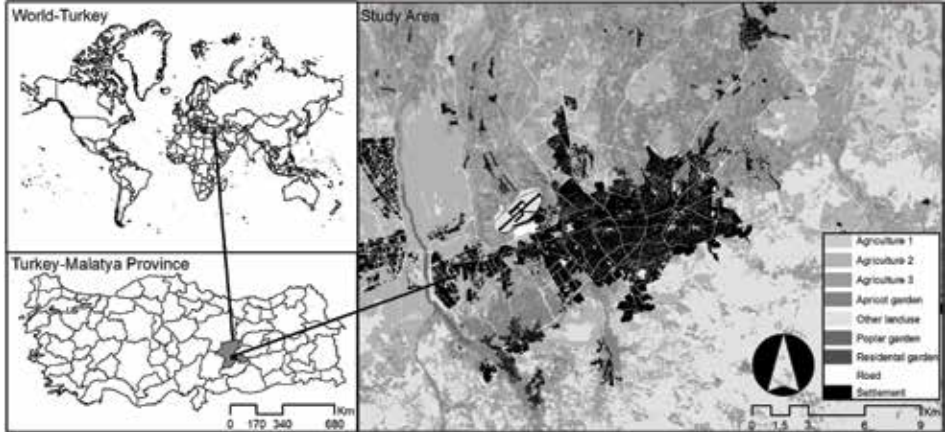 World-Turkey
Study Area
Turkey-Malatya Province
Km
0 170 340 680
Agriculture 1
Agriculture 2
Agriculture 3
Apricot garden
Other landuse
Poplar garden
Residental garden
Road
Settlement
Km
0 1.5 3 6 9